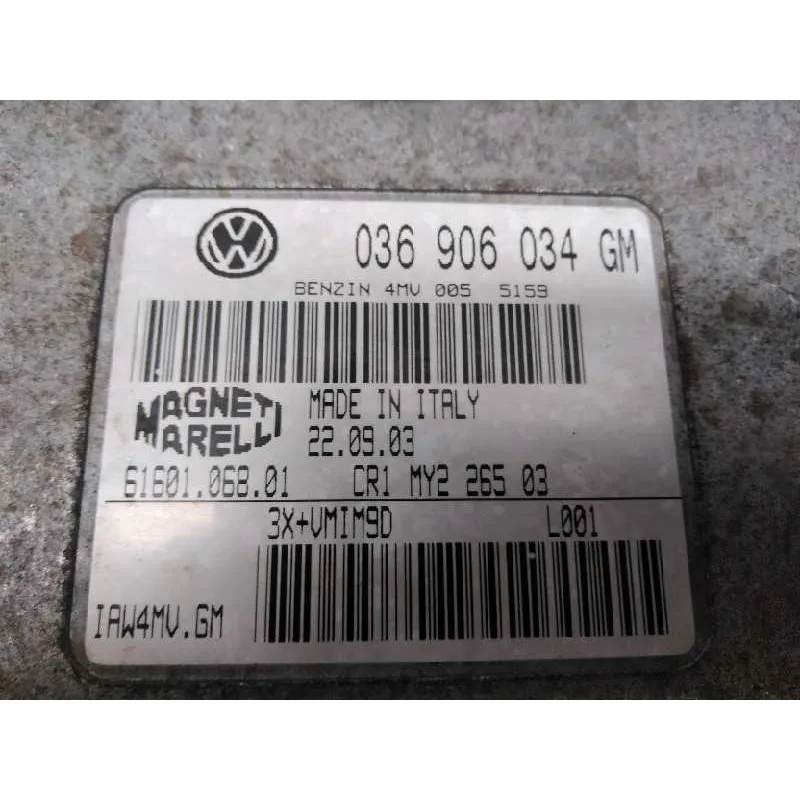 036 906 034 GM
BENZIN 4MV 005 5159
MAGNETI
MARELLI
MADE IN ITALY
22.09.03
61601.068.01 CR1 MY2 265 03
3X+VMIM9D L001
IAW4MV.GM